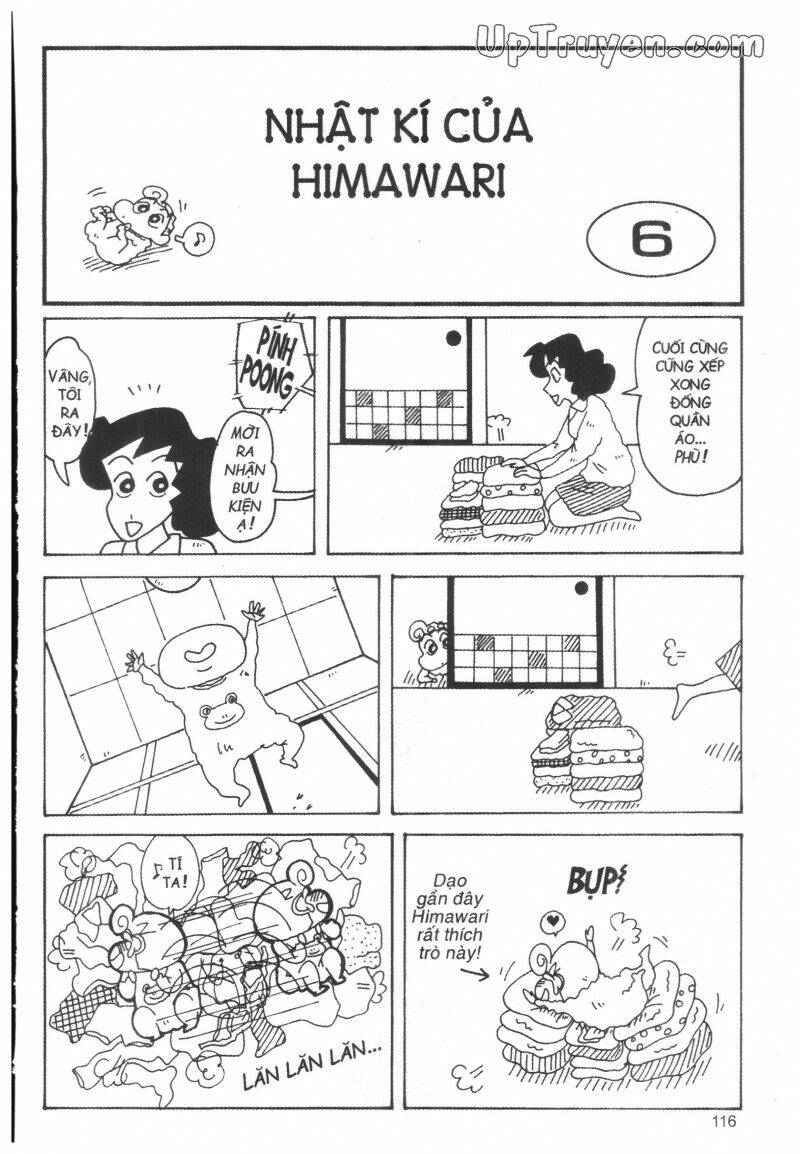 UpTruyen.com
NHẬT KÍ CỦA
HIMAWARI
♪
6
CUỐI CÙNG
CŨNG XẾP
XONG
ĐỐNG
QUẦN
ÁO...
PHÙ!
PÍNH
POONG
MỜI
RA
NHẬN
BƯU
KIỆN
Ạ!
VÂNG,
TÔI
RA
ĐÂY!
BỤP!
Dạo
gần đây
Himawari
rất thích
trò này!
♪ TÍ
TA!
LĂN LĂN LĂN...
116